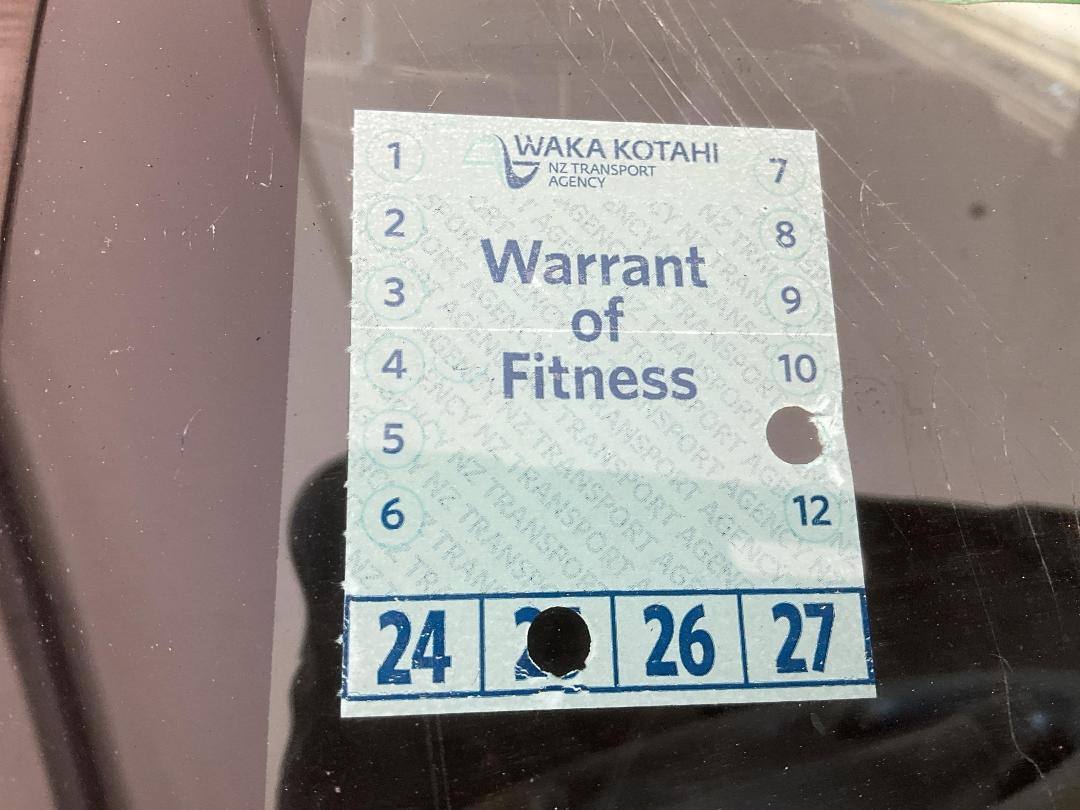 WAKA KOTAHI
NZ TRANSPORT
AGENCY
Warrant
of
Fitness
1
2
3
4
5
6
7
8
9
10
12
24
26
27